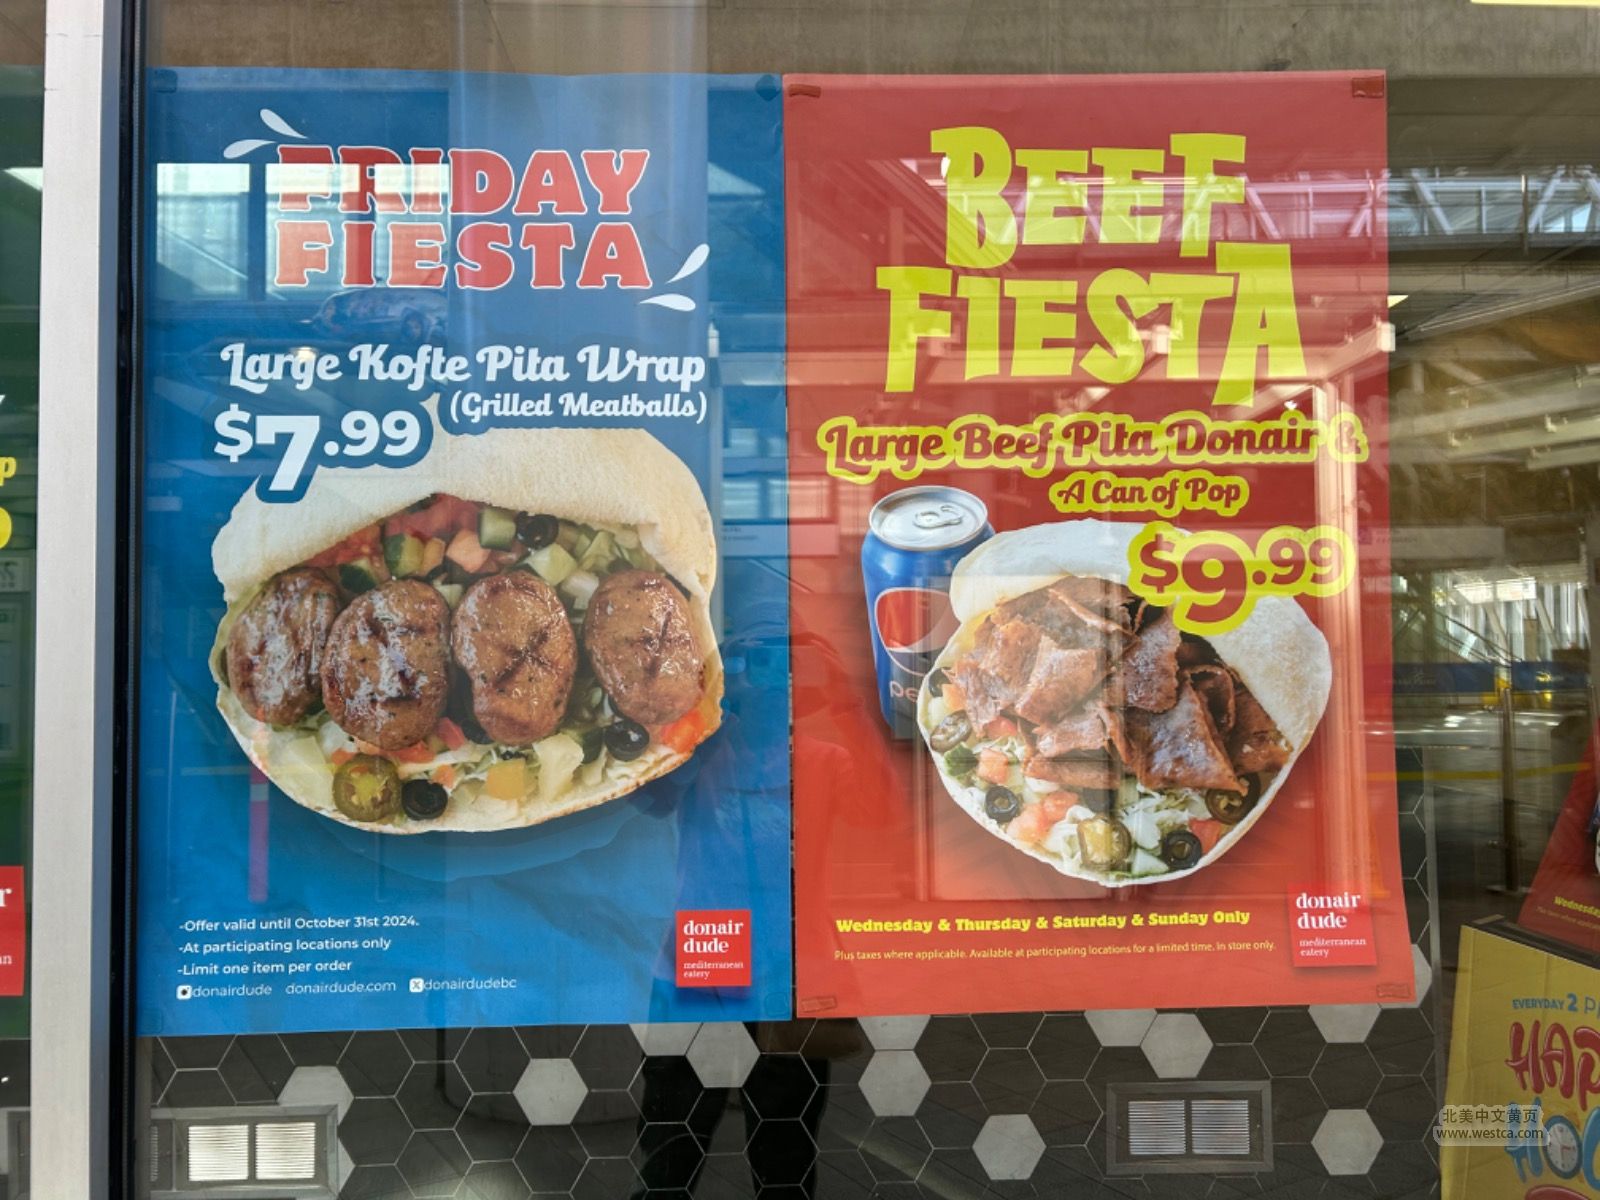 FRIDAY
FIESTA
Large Kofte Pita Wrap
(Grilled Meatballs)
$7.99
-Offer valid until October 31st 2024.
-At participating locations only
-Limit one item per order
donairdude donairdude.com donairdudebc
donair
dude
mediterranean
eatery
BEEF
FIESTA
Large Beef Pita Donair &
A Can of Pop
$9.99
Wednesday & Thursday & Saturday & Sunday Only
Plus taxes where applicable. Available at participating locations for a limited time. In store only.
donair
dude
mediterranean
eatery
EVERYDAY 2
北美中文黄页
www.westca.com